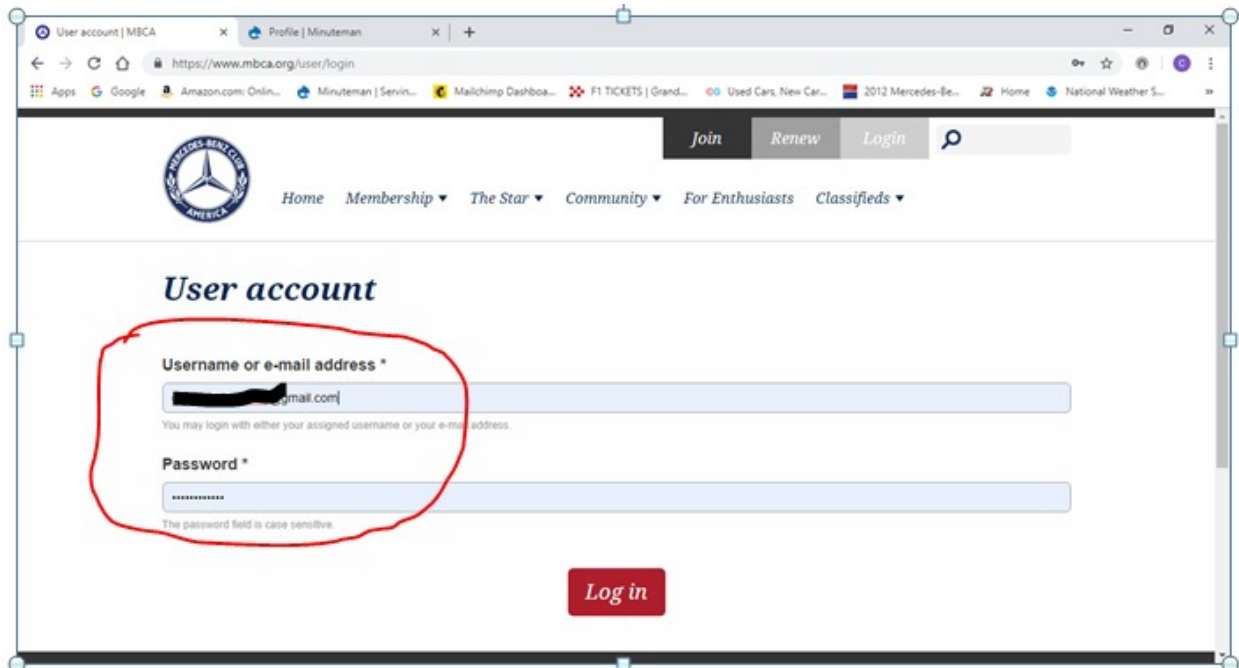 User account | MBCA Profile | Minuteman
https://www.mbca.org/user/login
Apps Google Amazon.com: Onlin... Minuteman | Servin... Mailchimp Dashboa... F1 TICKETS | Grand... Used Cars, New Car... 2012 Mercedes-Be... Home National Weather S...
Join Renew Login
MERCEDES-BENZ CLUB
AMERICA
Home Membership The Star Community For Enthusiasts Classifieds
User account
Username or e-mail address *
gmail.com
You may login with either your assigned username or your e-mail address.
Password *
The password field is case sensitive.
Log in